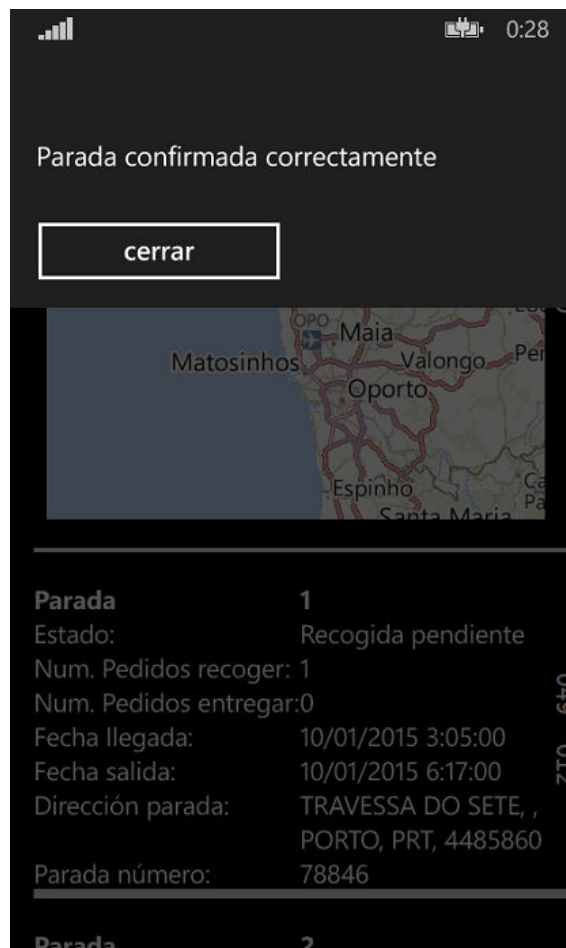 0:28
Parada confirmada correctamente
cerrar
OPO
Maia
Matosinhos
Valongo
Oporto
Espinho
Santa Maria
Parada 1
Estado: Recogida pendiente
Num. Pedidos recoger: 1
Num. Pedidos entregar:0
Fecha llegada: 10/01/2015 3:05:00
Fecha salida: 10/01/2015 6:17:00
Dirección parada: TRAVESSA DO SETE, ,
PORTO, PRT, 4485860
Parada número: 78846
Parada 2